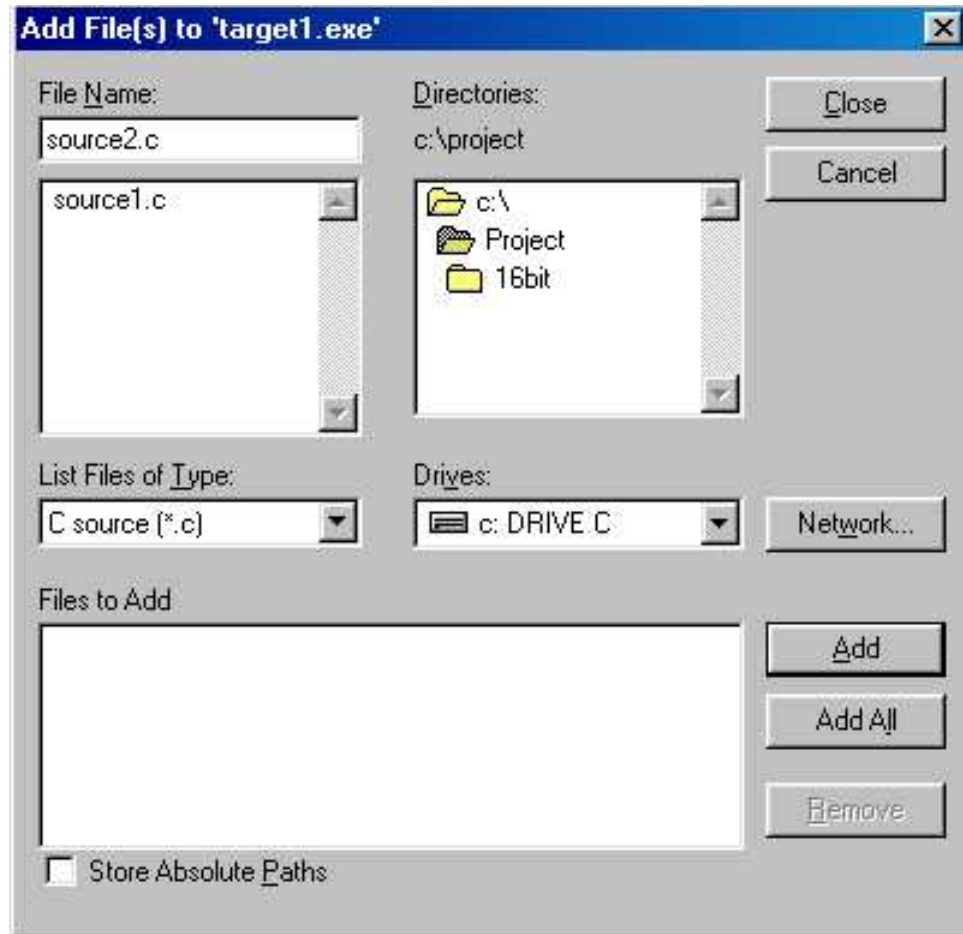 Add File(s) to 'target1.exe'
File Name:
source2.c
source1.c
Directories:
c:\project
c:\
Project
16bit
Close
Cancel
List Files of Type:
C source (*.c)
Drives:
c: DRIVE C
Network...
Files to Add
Add
Add All
Remove
Store Absolute Paths